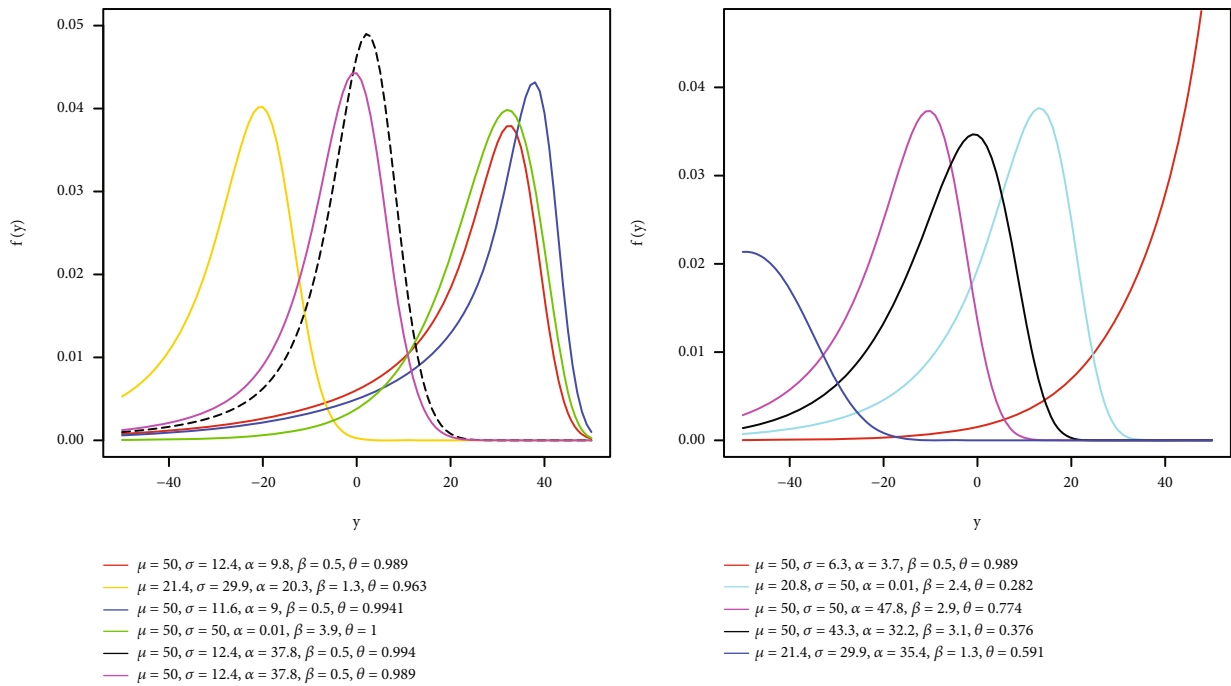 0.05
0.04
0.03
0.02
0.01
0.00
f (y)
−40 −20 0 20 40
y
μ = 50, σ = 12.4, α = 9.8, β = 0.5, θ = 0.989
μ = 21.4, σ = 29.9, α = 20.3, β = 1.3, θ = 0.963
μ = 50, σ = 11.6, α = 9, β = 0.5, θ = 0.9941
μ = 50, σ = 50, α = 0.01, β = 3.9, θ = 1
μ = 50, σ = 12.4, α = 37.8, β = 0.5, θ = 0.994
μ = 50, σ = 12.4, α = 37.8, β = 0.5, θ = 0.989
0.04
0.03
0.02
0.01
0.00
f (y)
−40 −20 0 20 40
y
μ = 50, σ = 6.3, α = 3.7, β = 0.5, θ = 0.989
μ = 20.8, σ = 50, α = 0.01, β = 2.4, θ = 0.282
μ = 50, σ = 50, α = 47.8, β = 2.9, θ = 0.774
μ = 50, σ = 43.3, α = 32.2, β = 3.1, θ = 0.376
μ = 21.4, σ = 29.9, α = 35.4, β = 1.3, θ = 0.591